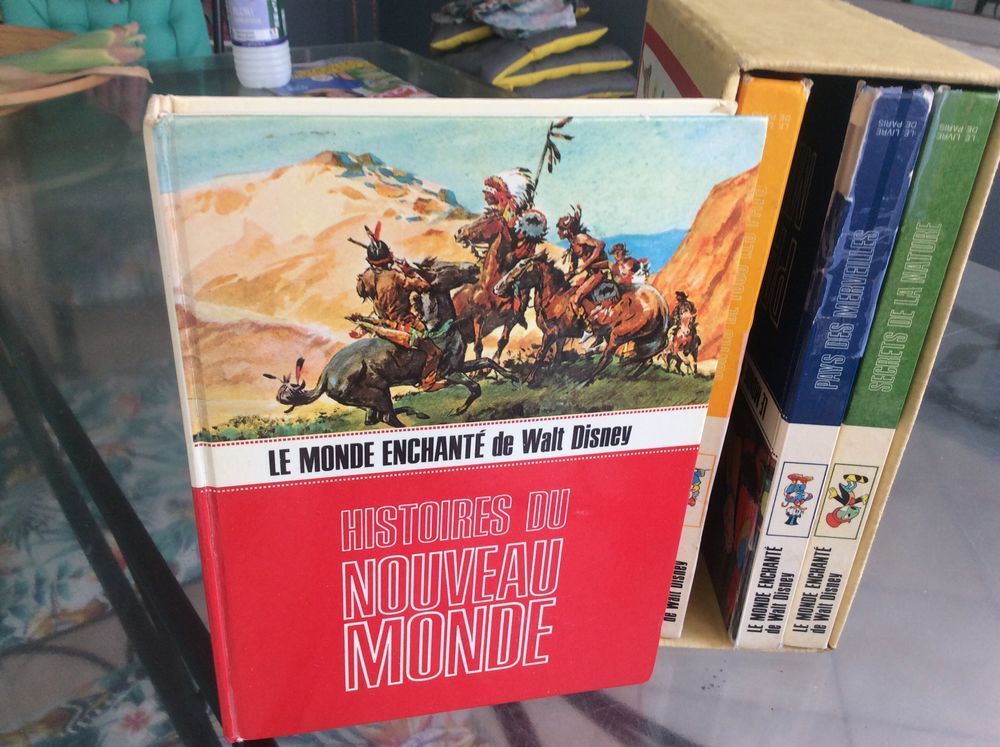 LE MONDE ENCHANTÉ de Walt Disney
HISTOIRES DU
NOUVEAU
MONDE
de Walt Disney
LE LIVRE
DE PARIS
PAYS DES MERVEILLES
LE MONDE ENCHANTÉ
de Walt Disney
LE LIVRE
DE PARIS
SECRETS DE LA NATURE
LE MONDE ENCHANTÉ
de Walt Disney